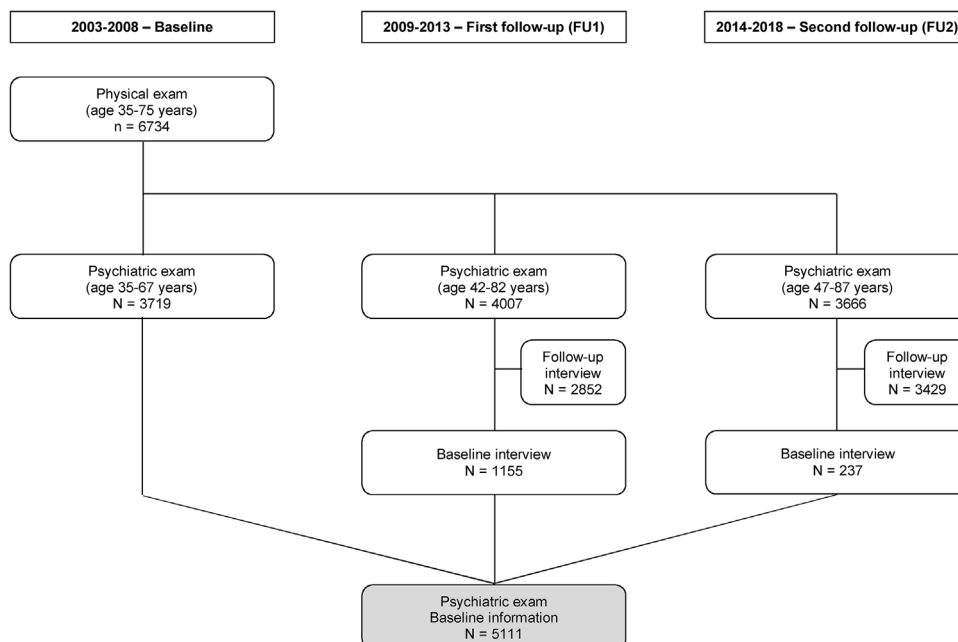 2003-2008 – Baseline
2009-2013 – First follow-up (FU1)
2014-2018 – Second follow-up (FU2)
Physical exam
(age 35-75 years)
n = 6734
Psychiatric exam
(age 35-67 years)
N = 3719
Psychiatric exam
(age 42-82 years)
N = 4007
Psychiatric exam
(age 47-87 years)
N = 3666
Follow-up
interview
N = 2852
Follow-up
interview
N = 3429
Baseline interview
N = 1155
Baseline interview
N = 237
Psychiatric exam
Baseline information
N = 5111